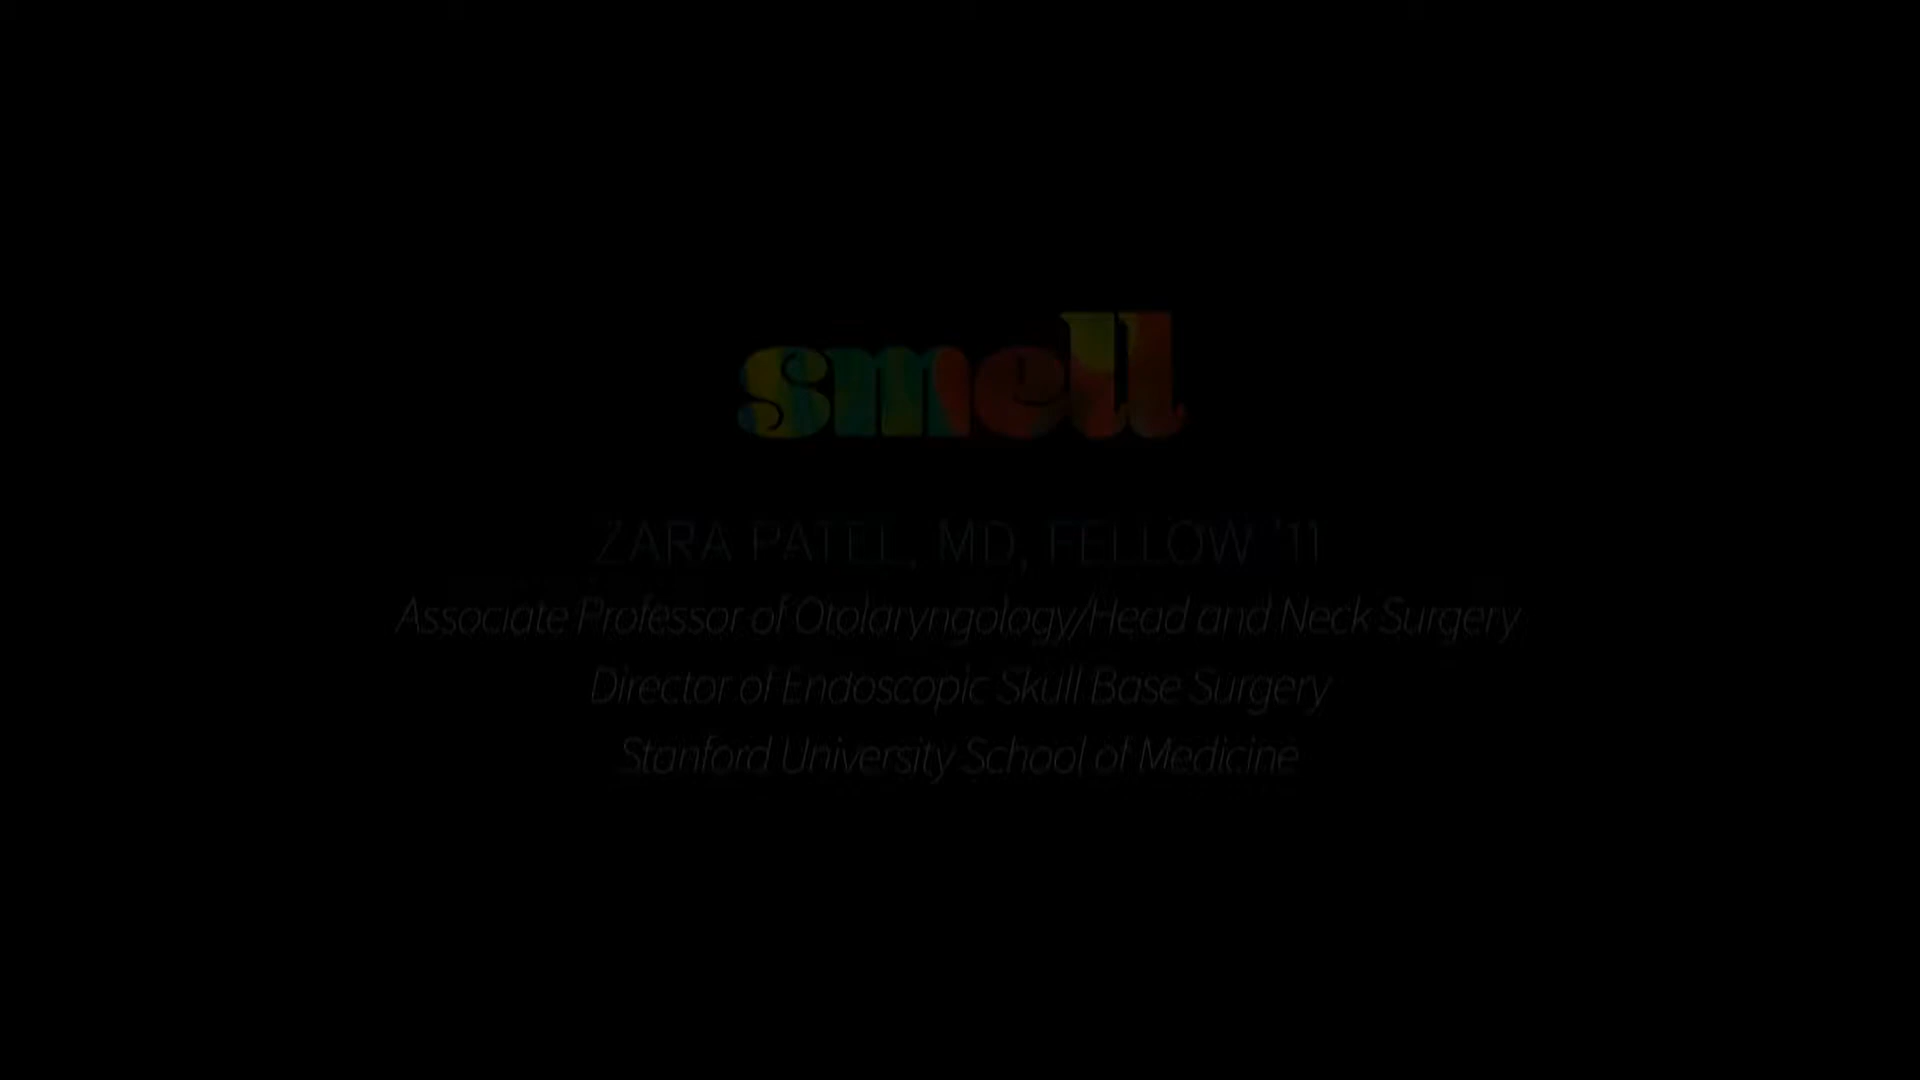 smell
ZARA PATEL, MD, FELLOW '11
Associate Professor of Otolaryngology/Head and Neck Surgery
Director of Endoscopic Skull Base Surgery
Stanford University School of Medicine